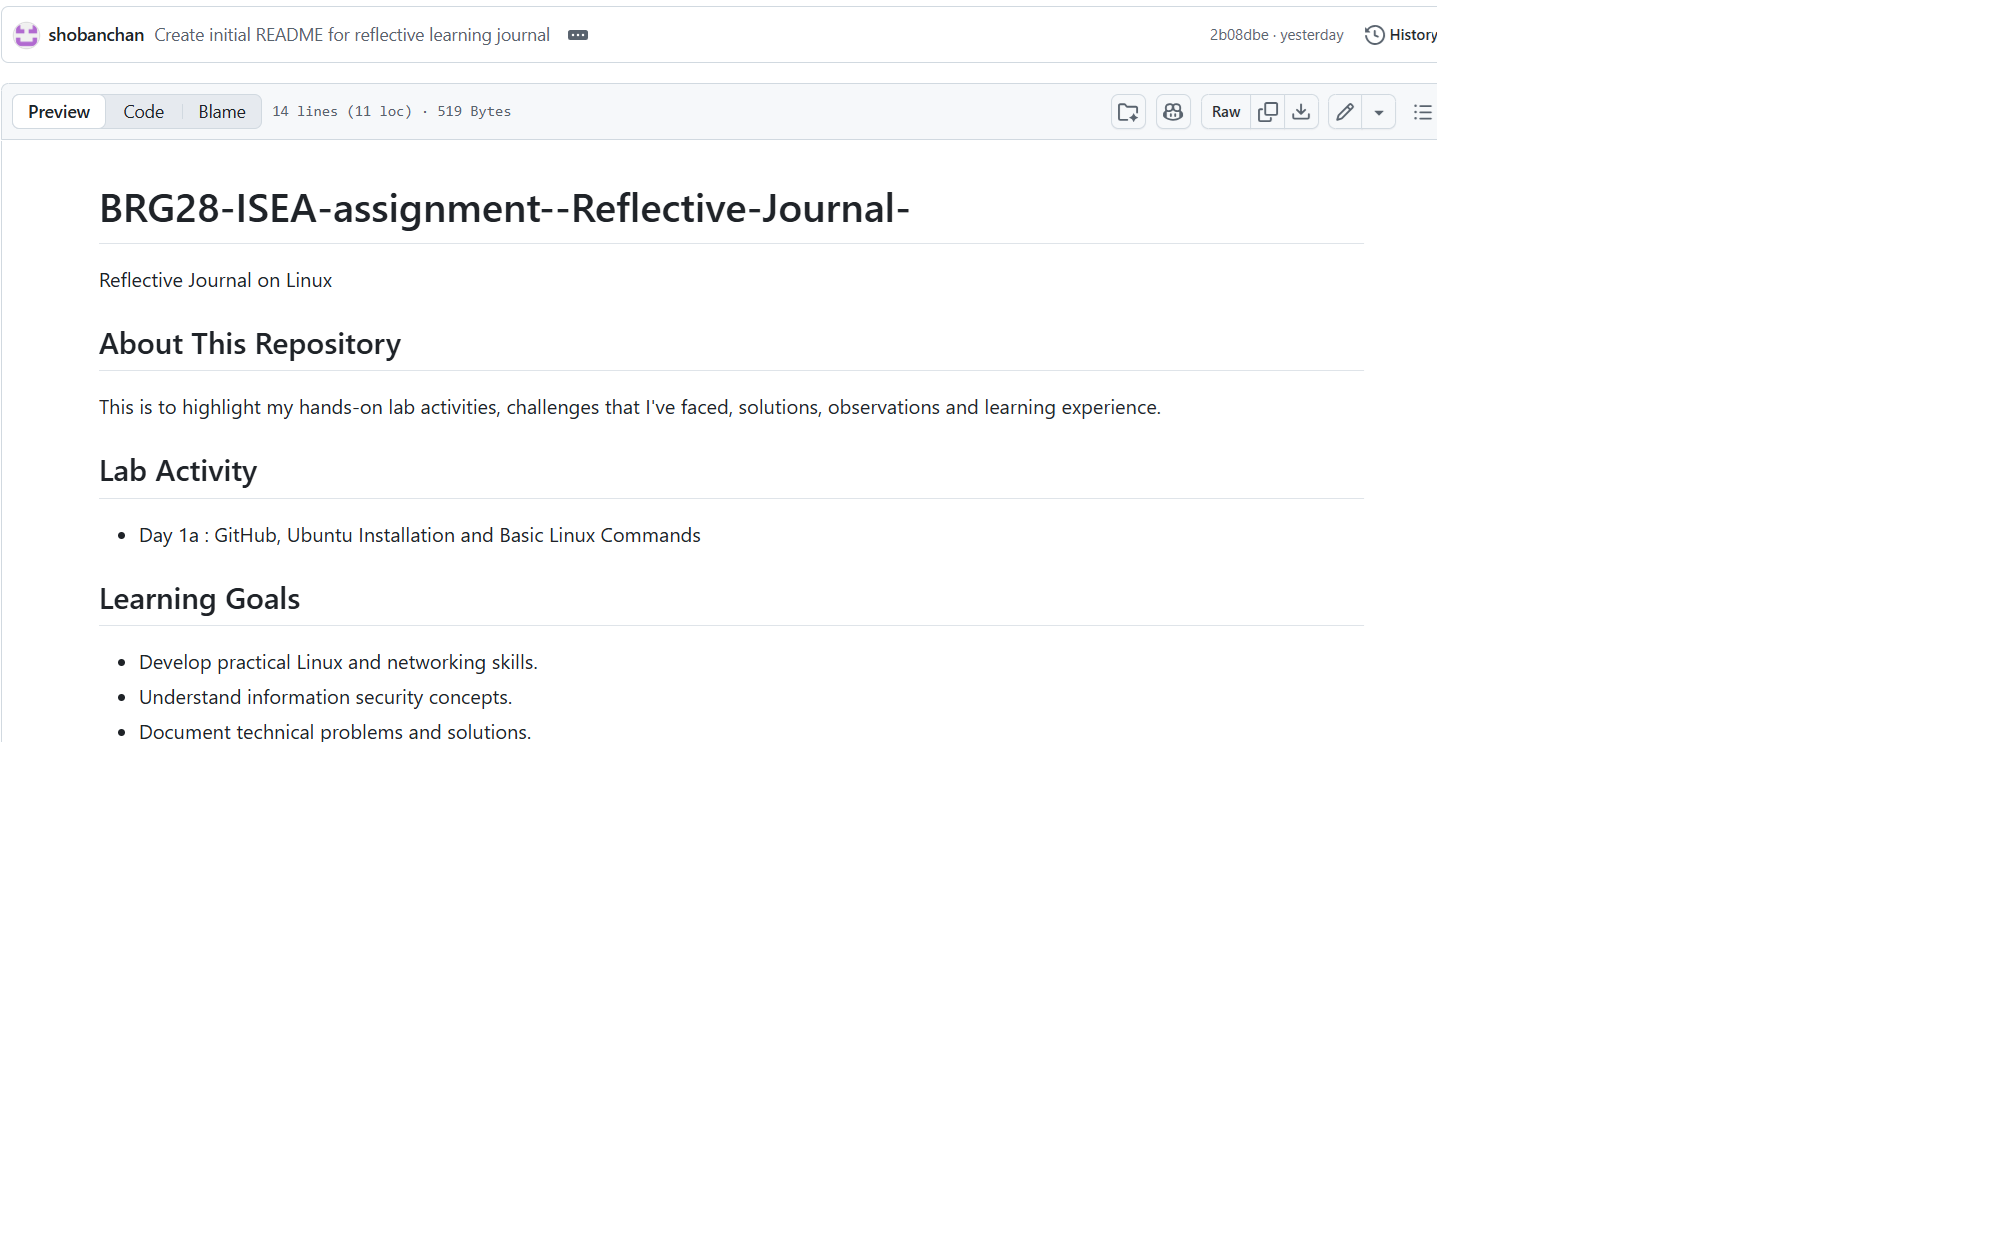 shobanchan Create initial README for reflective learning journal
2b08dbe · yesterday History
Preview Code Blame 14 lines (11 loc) · 519 Bytes Raw
BRG28-ISEA-assignment--Reflective-Journal-
Reflective Journal on Linux
About This Repository
This is to highlight my hands-on lab activities, challenges that I've faced, solutions, observations and learning experience.
Lab Activity
• Day 1a : GitHub, Ubuntu Installation and Basic Linux Commands
Learning Goals
• Develop practical Linux and networking skills.
• Understand information security concepts.
• Document technical problems and solutions.